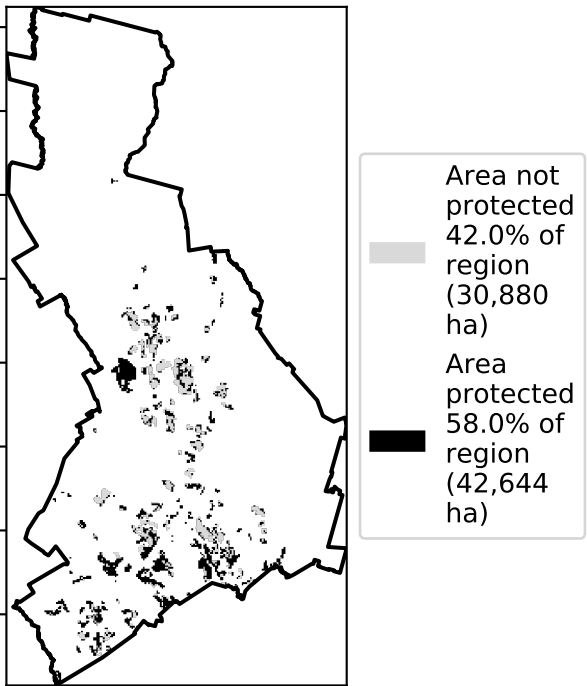 Area not
protected
42.0% of
region
(30,880
ha)
Area
protected
58.0% of
region
(42,644
ha)